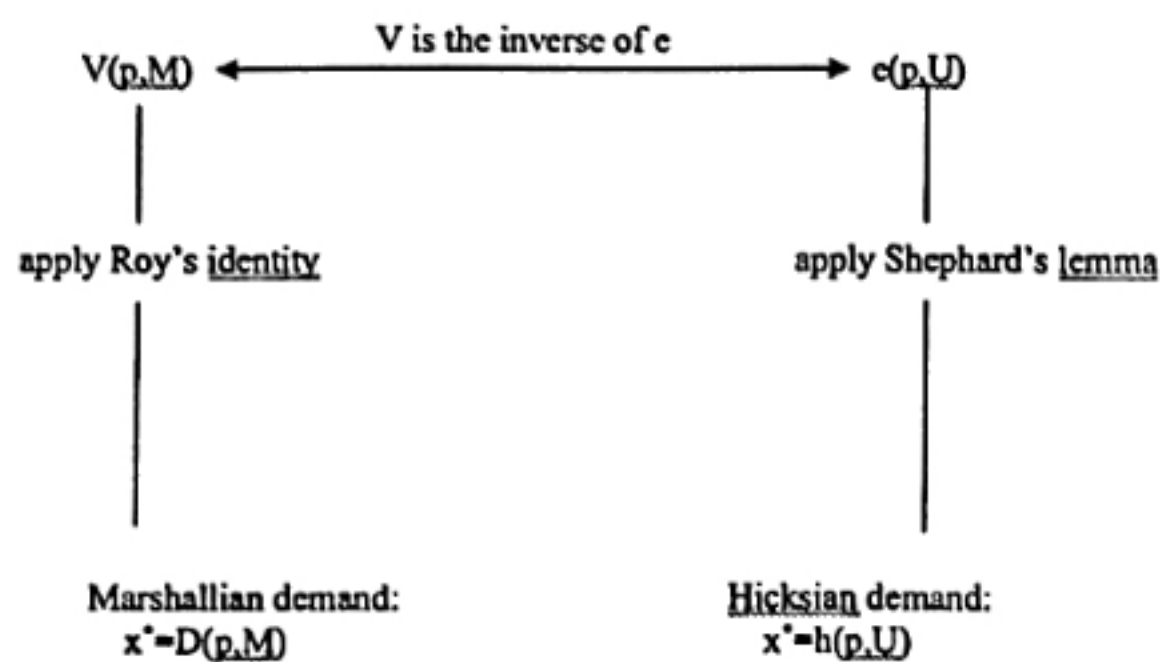 V is the inverse of e
V(p,M) e(p,U)
apply Roy's identity apply Shephard's lemma
Marshallian demand: Hicksian demand:
x*=D(p,M) x*=h(p,U)